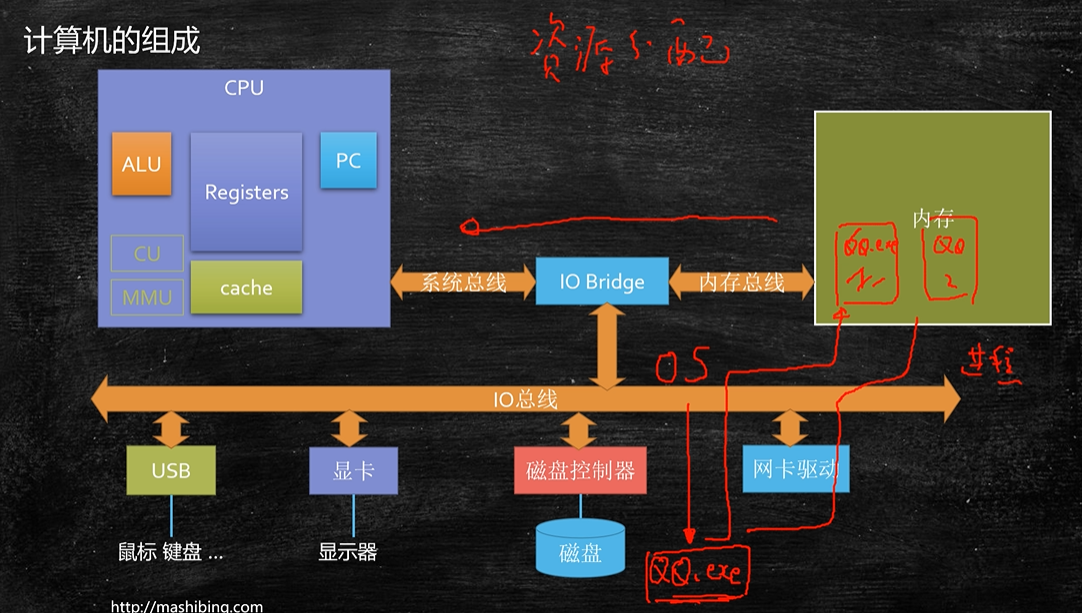 计算机的组成
资源分配
CPU
ALU
Registers
PC
CU
MMU
cache
系统总线
IO Bridge
内存总线
内存
QQ.exe
QQ
2
OS
进程
IO总线
USB
显卡
磁盘控制器
网卡驱动
鼠标 键盘 ...
显示器
磁盘
QQ.exe
http://mashibing.com